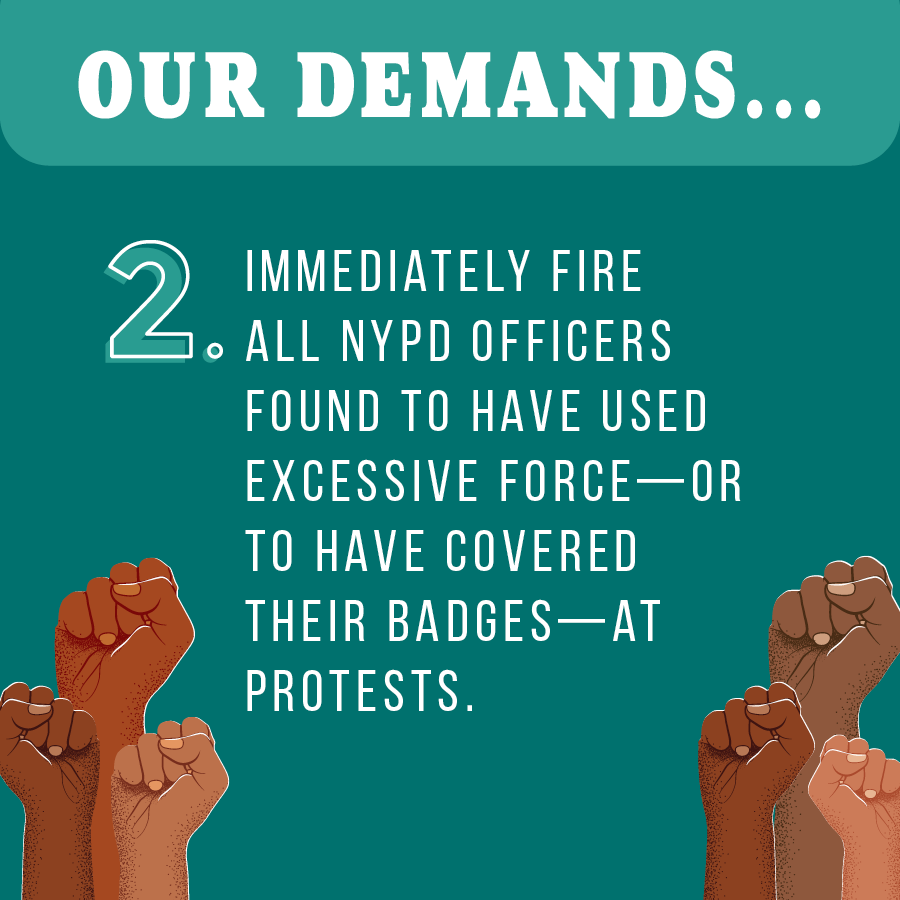 OUR DEMANDS...
2. IMMEDIATELY FIRE
ALL NYPD OFFICERS
FOUND TO HAVE USED
EXCESSIVE FORCE—OR
TO HAVE COVERED
THEIR BADGES—AT
PROTESTS.